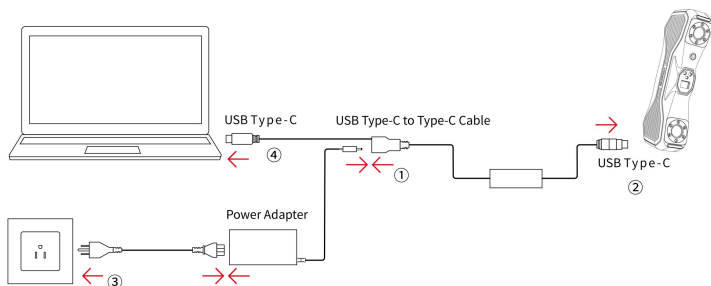 USB Type-C
USB Type-C to Type-C Cable
④
①
USB Type-C
②
Power Adapter
③